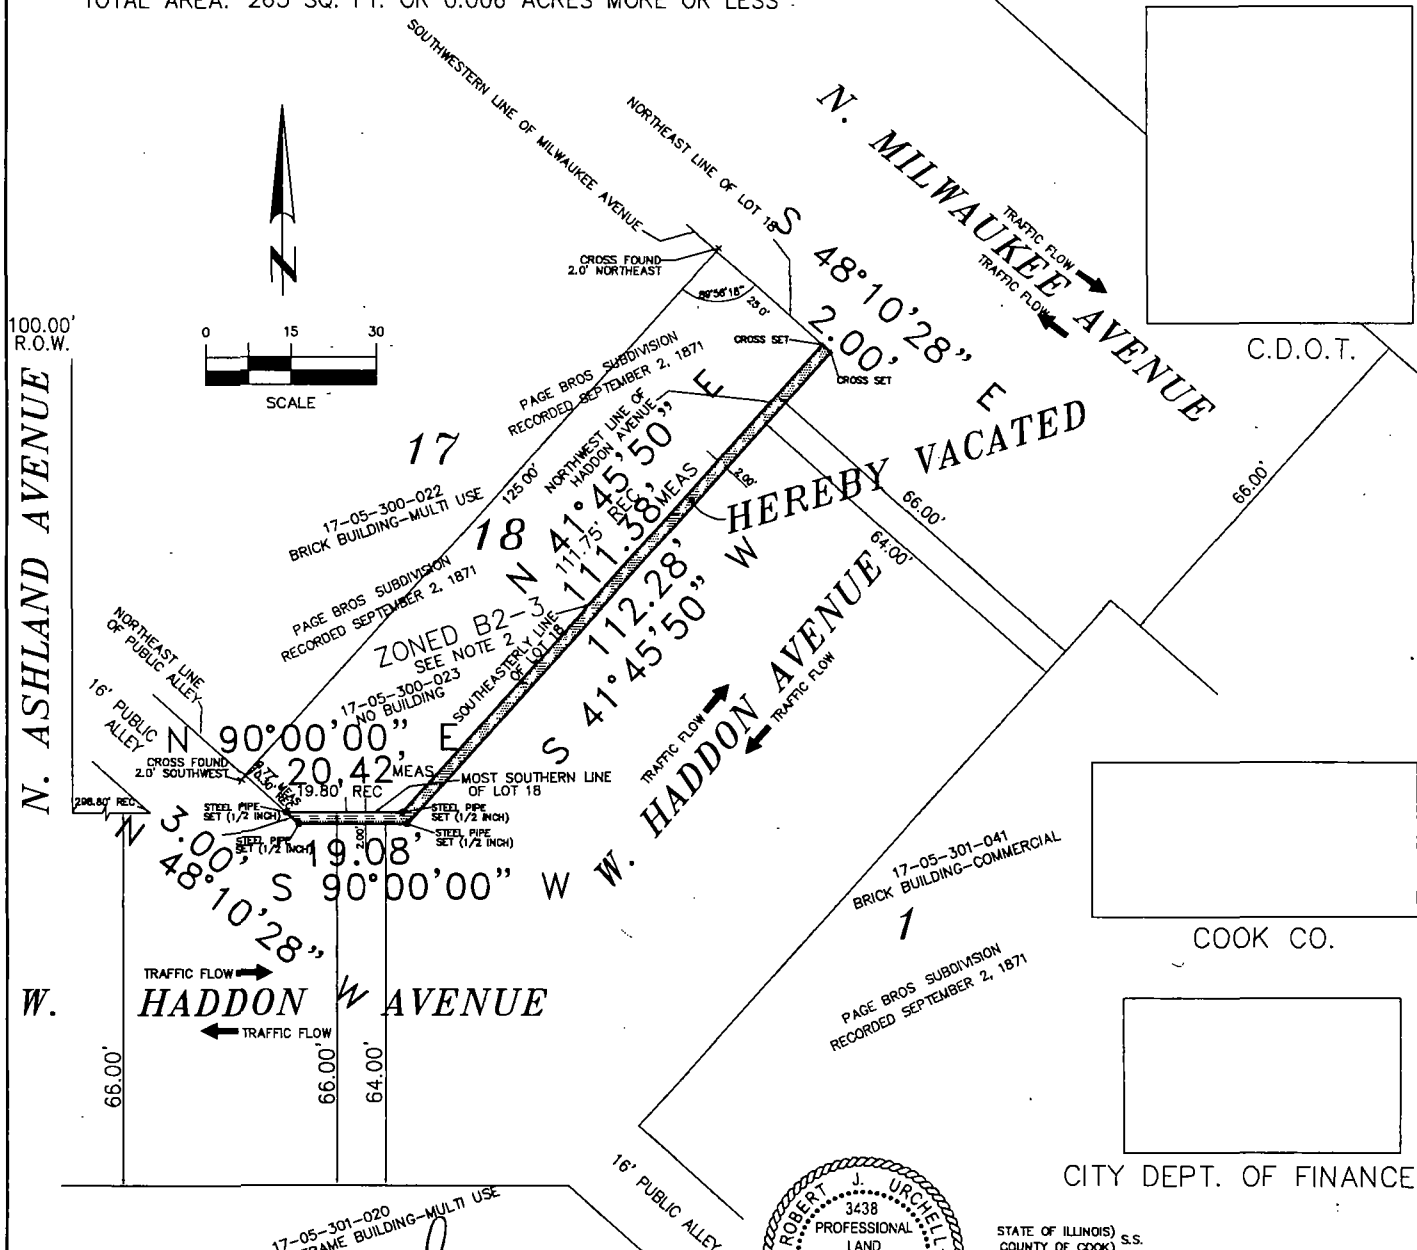 TOTAL AREA: 263 SQ. FT. OR 0.006 ACRES MORE OR LESS
SOUTHWESTERN LINE OF MILWAUKEE AVENUE
NORTHEAST LINE OF LOT 18
N. MILWAUKEE AVENUE
TRAFFIC FLOW
TRAFFIC FLOW
C.D.O.T.
N
0 15 30
SCALE
100.00'
R.O.W.
N. ASHLAND AVENUE
CROSS FOUND
2.0' NORTHEAST
89°56'18"
25.0'
S 48°10'28" E
2.00'
CROSS SET
CROSS SET
PAGE BROS SUBDIVISION
RECORDED SEPTEMBER 2, 1871
17
17-05-300-022
BRICK BUILDING-MULTI USE
125.00'
NORTHWEST LINE OF
HADDON AVENUE
N 41°45'50" E
111.75' REC
111.38' MEAS
2.00'
HEREBY VACATED
66.00'
64.00'
66.00'
18
PAGE BROS SUBDIVISION
RECORDED SEPTEMBER 2, 1871
ZONED B2-3
SEE NOTE 2
17-05-300-023
NO BUILDING
SOUTHEASTERLY LINE
OF LOT 18
112.28'
S 41°45'50" W
W. HADDON AVENUE
TRAFFIC FLOW
TRAFFIC FLOW
NORTHEAST LINE
OF PUBLIC ALLEY
16' PUBLIC
ALLEY
CROSS FOUND
2.0' SOUTHWEST
N 90°00'00" E
20.42' MEAS
19.80' REC
MOST SOUTHERN LINE
OF LOT 18
298.80' REC
STEEL PIPE
SET (1/2 INCH)
STEEL PIPE
SET (1/2 INCH)
STEEL PIPE
SET (1/2 INCH)
STEEL PIPE
SET (1/2 INCH)
2.00'
19.08'
S 90°00'00" W
N 48°10'28" W
3.00'
TRAFFIC FLOW
W. HADDON AVENUE
TRAFFIC FLOW
66.00'
66.00'
64.00'
17-05-301-041
BRICK BUILDING-COMMERCIAL
1
PAGE BROS SUBDIVISION
RECORDED SEPTEMBER 2, 1871
COOK CO.
CITY DEPT. OF FINANCE
16' PUBLIC ALLEY
17-05-301-020
FRAME BUILDING-MULTI USE
ROBERT J. URCHELL
3438
PROFESSIONAL
LAND
STATE OF ILLINOIS) S.S.
COUNTY OF COOK)